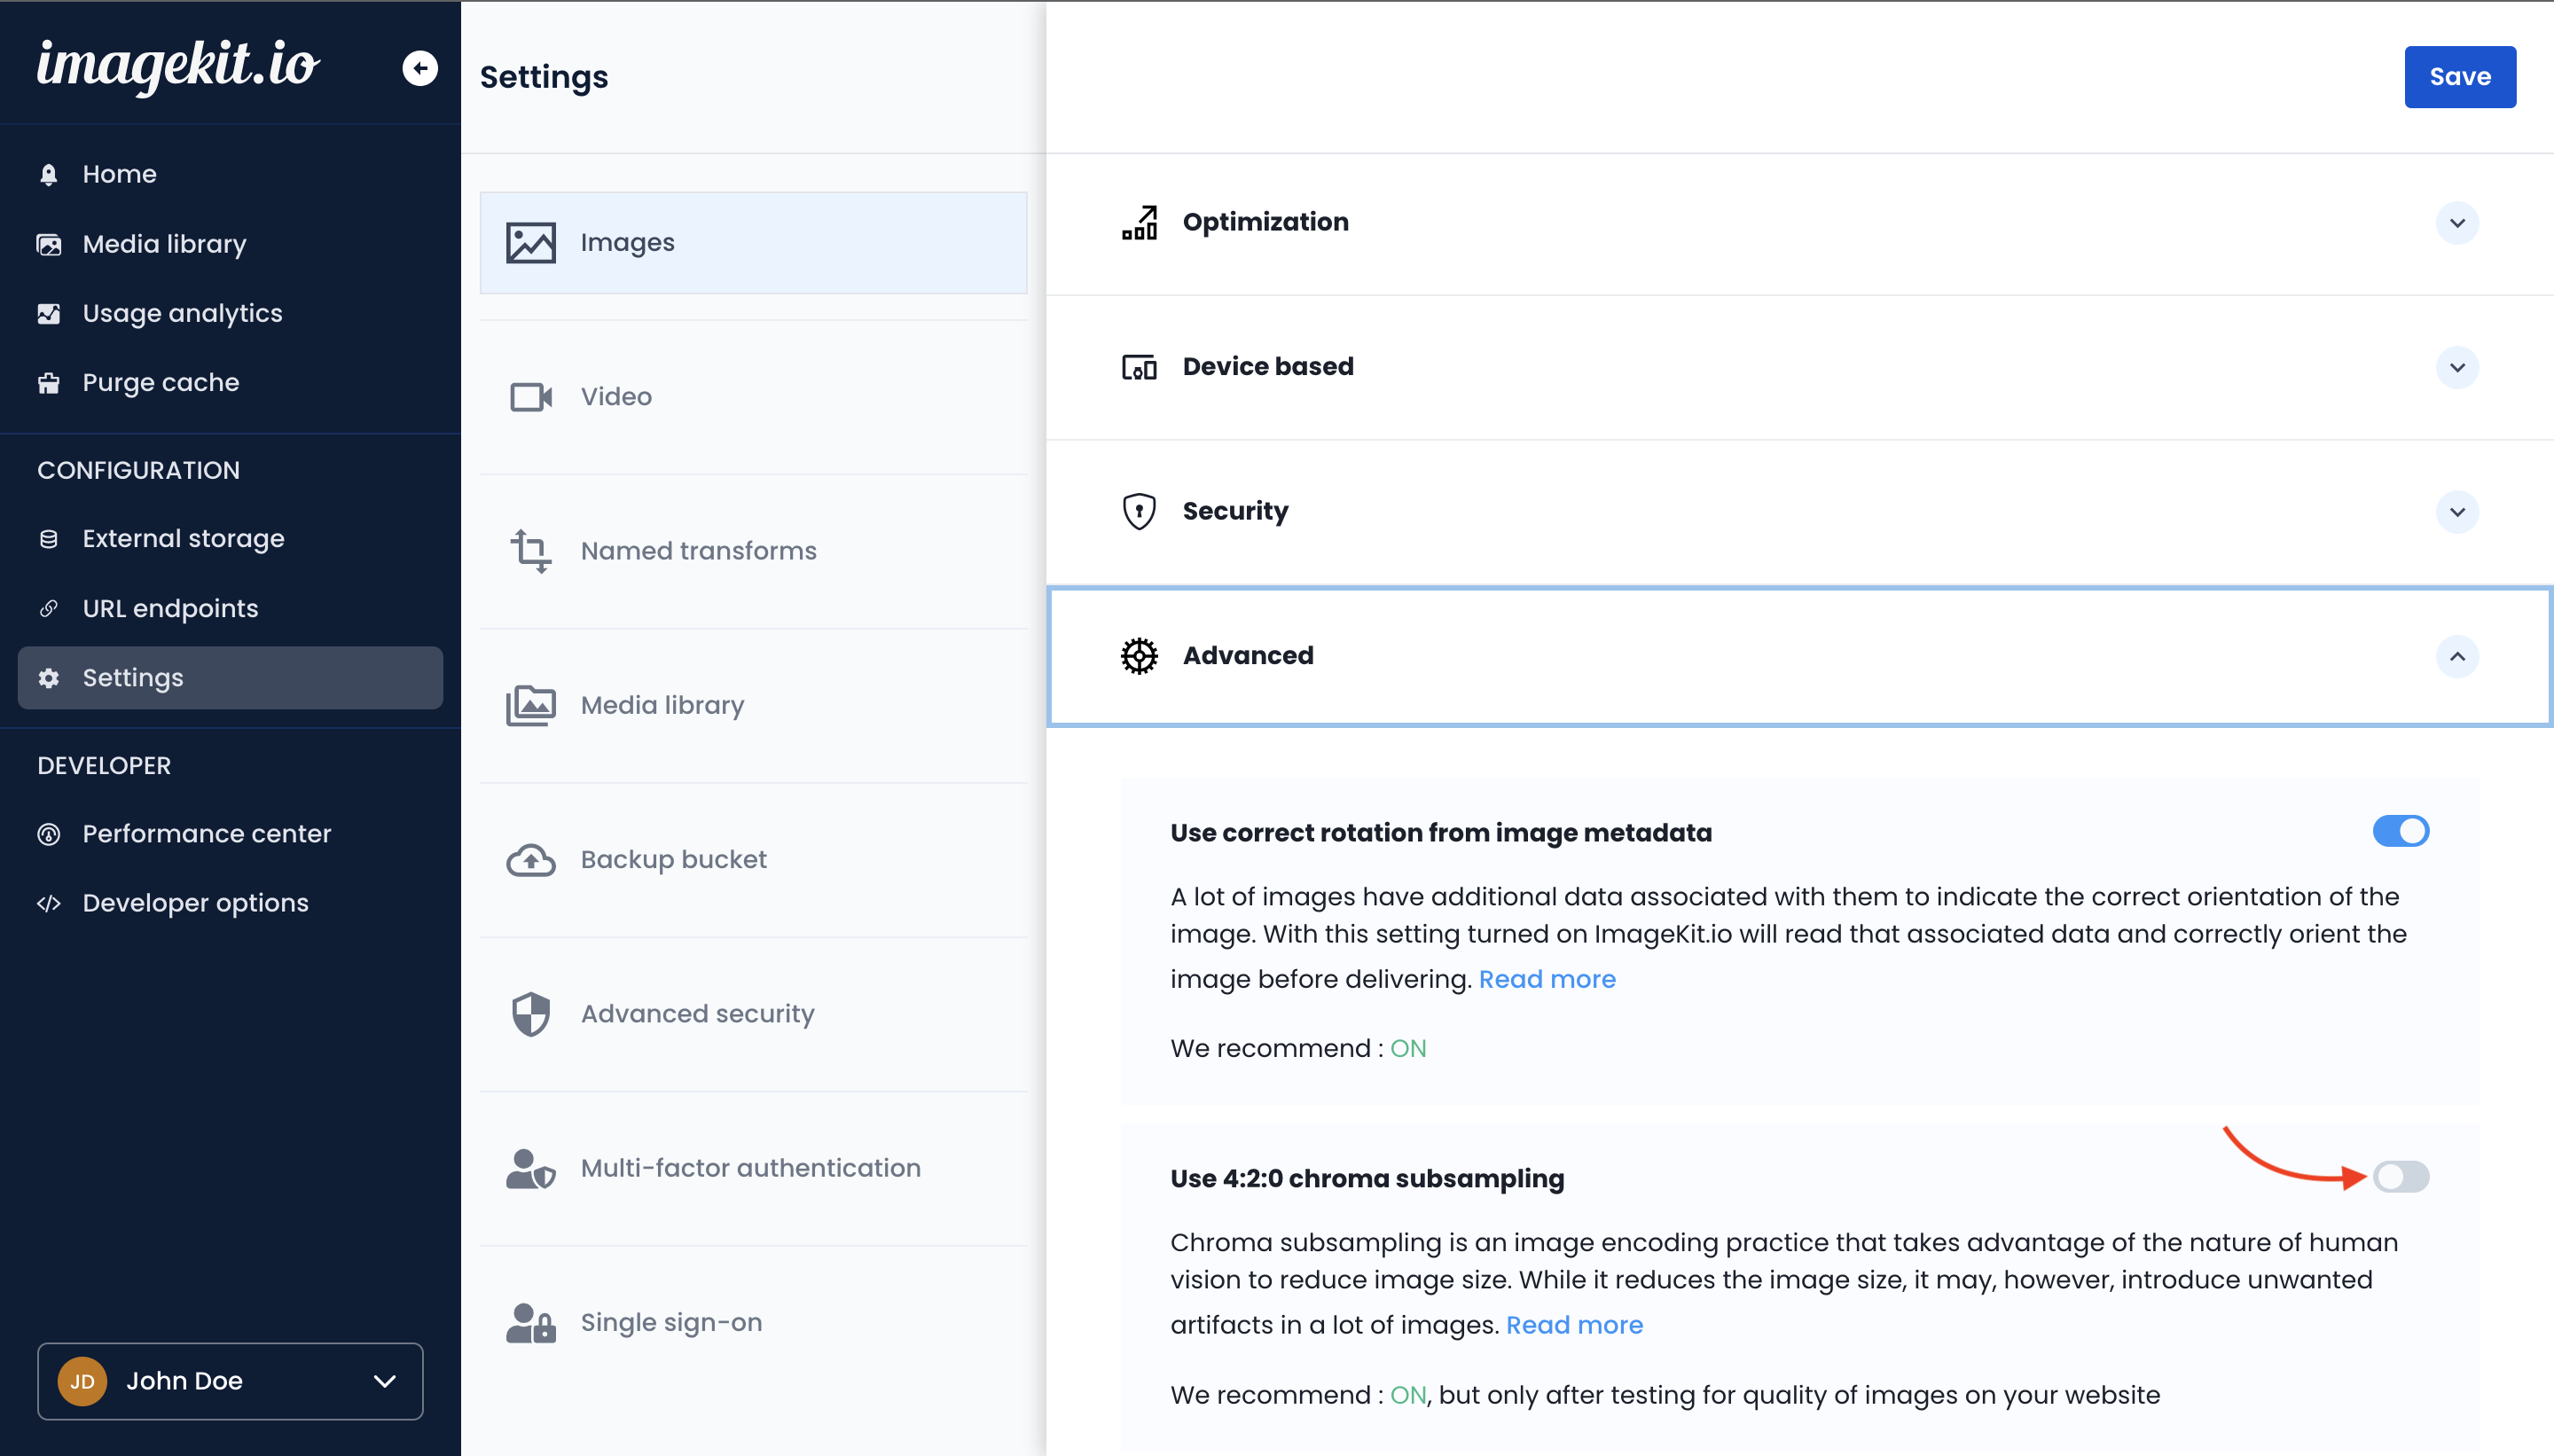 imagekit.io
Home
Media library
Usage analytics
Purge cache
CONFIGURATION
External storage
URL endpoints
Settings
DEVELOPER
Performance center
Developer options
JD
John Doe
Settings
Images
Video
Named transforms
Media library
Backup bucket
Advanced security
Multi-factor authentication
Single sign-on
Save
Optimization
Device based
Security
Advanced
Use correct rotation from image metadata
A lot of images have additional data associated with them to indicate the correct orientation of the
image. With this setting turned on ImageKit.io will read that associated data and correctly orient the
image before delivering. Read more
We recommend : ON
Use 4:2:0 chroma subsampling
Chroma subsampling is an image encoding practice that takes advantage of the nature of human
vision to reduce image size. While it reduces the image size, it may, however, introduce unwanted
artifacts in a lot of images. Read more
We recommend : ON, but only after testing for quality of images on your website